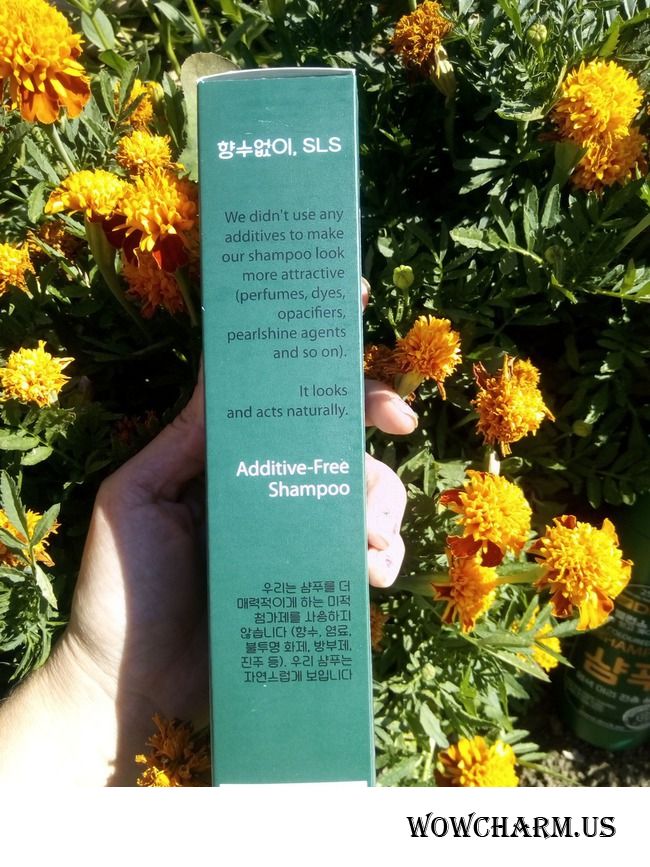 향수없이, SLS
We didn't use any
additives to make
our shampoo look
more attractive
(perfumes, dyes,
opacifiers,
pearlshine agents
and so on).
It looks
and acts naturally.
Additive-Free
Shampoo
우리는 샴푸를 더
매력적이게 하는 미적
첨가제를 사용하지
않습니다 (향수, 염료,
불투명 화제, 방부제,
진주 등). 우리 샴푸는
자연스럽게 보입니다
샴푸
WOWCHARM.US